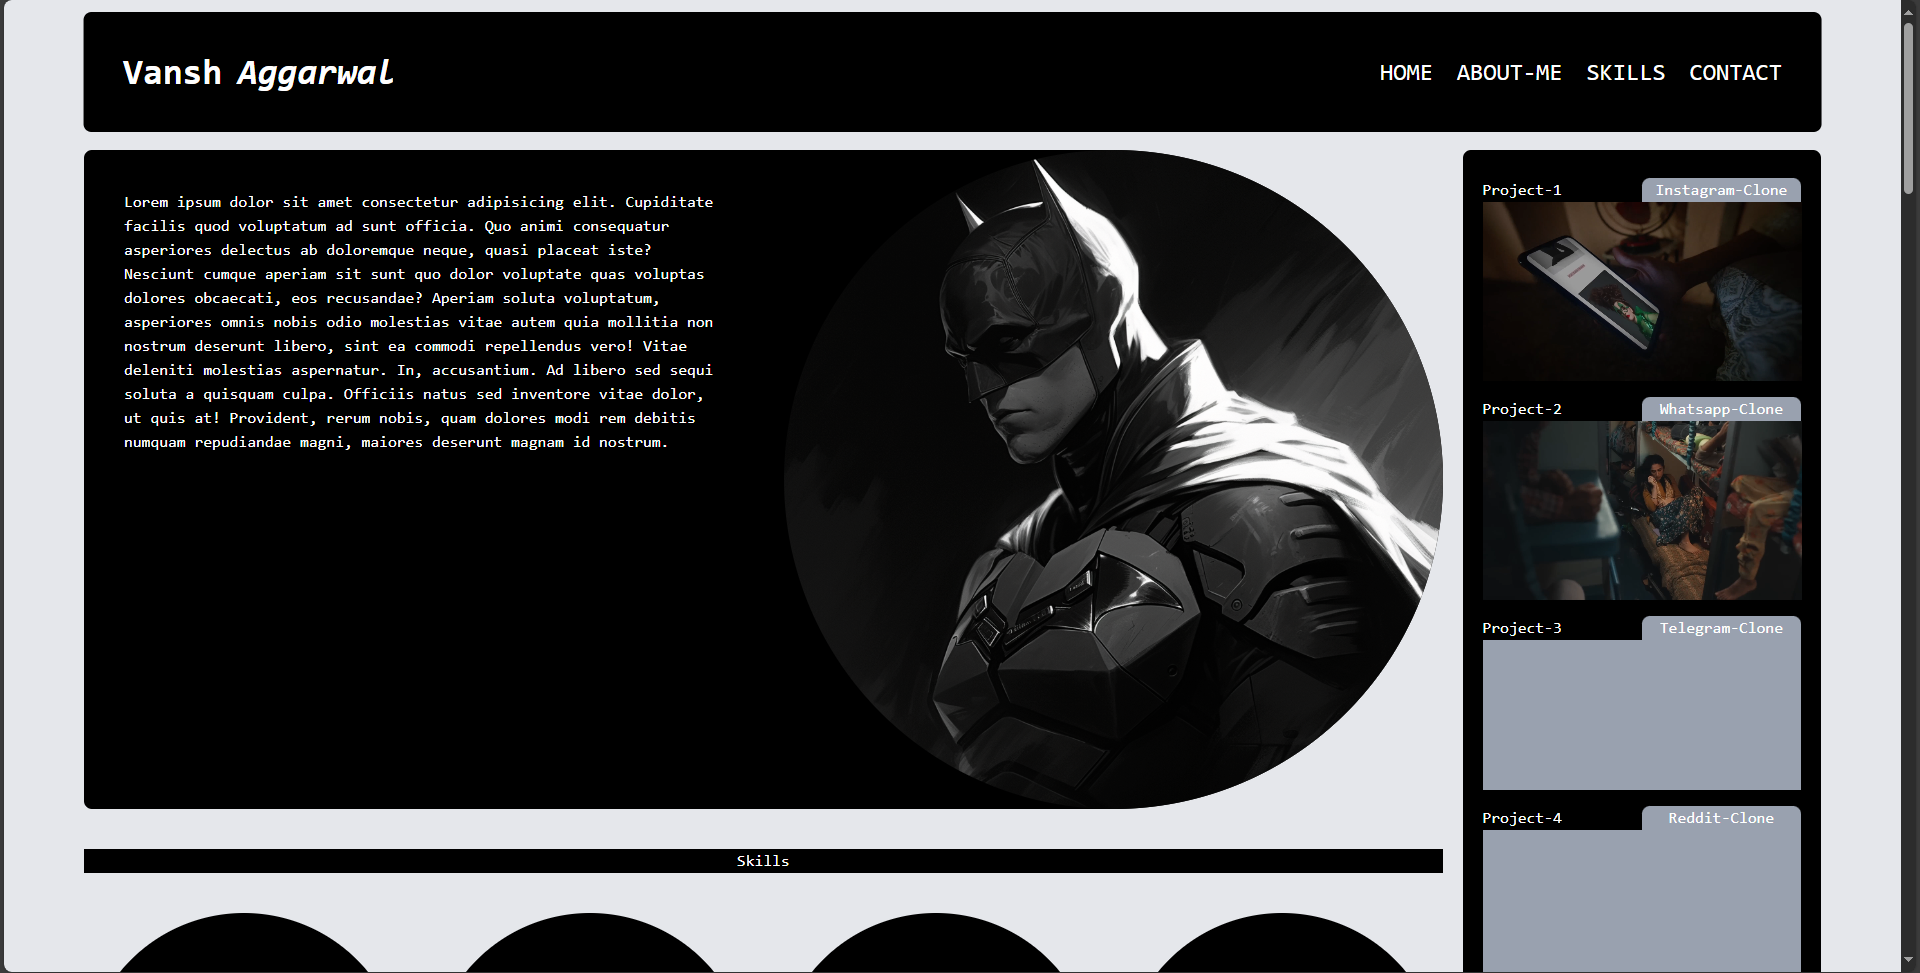 Vansh Aggarwal
HOME ABOUT-ME SKILLS CONTACT
Lorem ipsum dolor sit amet consectetur adipisicing elit. Cupiditate
facilis quod voluptatum ad sunt officia. Quo animi consequatur
asperiores delectus ab doloremque neque, quasi placeat iste?
Nesciunt cumque aperiam sit sunt quo dolor voluptate quas voluptas
dolores obcaecati, eos recusandae? Aperiam soluta voluptatum,
asperiores omnis nobis odio molestias vitae autem quia mollitia non
nostrum deserunt libero, sint ea commodi repellendus vero! Vitae
deleniti molestias aspernatur. In, accusantium. Ad libero sed sequi
soluta a quisquam culpa. Officiis natus sed inventore vitae dolor,
ut quis at! Provident, rerum nobis, quam dolores modi rem debitis
numquam repudiandae magni, maiores deserunt magnam id nostrum.
Project-1 Instagram-Clone
Project-2 Whatsapp-Clone
Project-3 Telegram-Clone
Project-4 Reddit-Clone
Skills